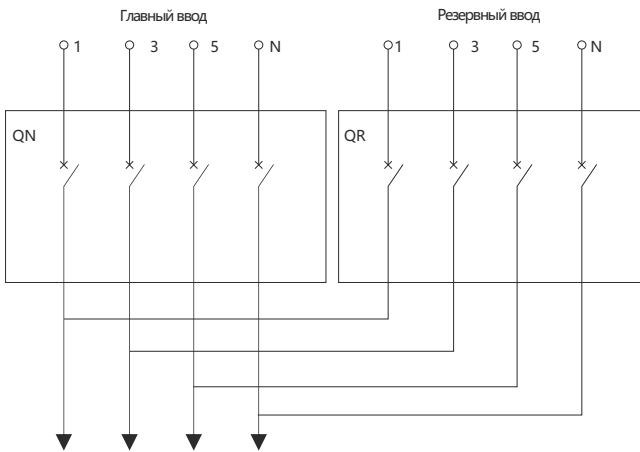 Главный ввод
Резервный ввод
1 3 5 N
1 3 5 N
QN
QR